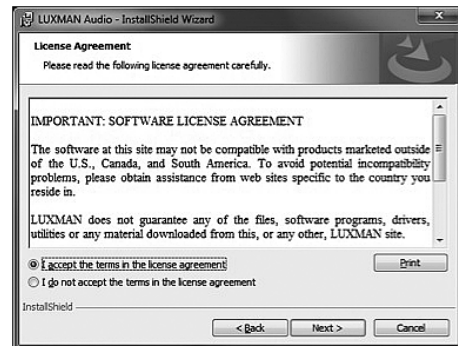 LUXMAN Audio - InstallShield Wizard
License Agreement
Please read the following license agreement carefully.
IMPORTANT: SOFTWARE LICENSE AGREEMENT
The software at this site may not be compatible with products marketed outside
of the U.S., Canada, and South America. To avoid potential incompatibility
problems, please obtain assistance from web sites specific to the country you
reside in.
LUXMAN does not guarantee any of the files, software programs, drivers,
utilities or any material downloaded from this, or any other, LUXMAN site.
I accept the terms in the license agreement
Print
I do not accept the terms in the license agreement
InstallShield
< Back Next > Cancel